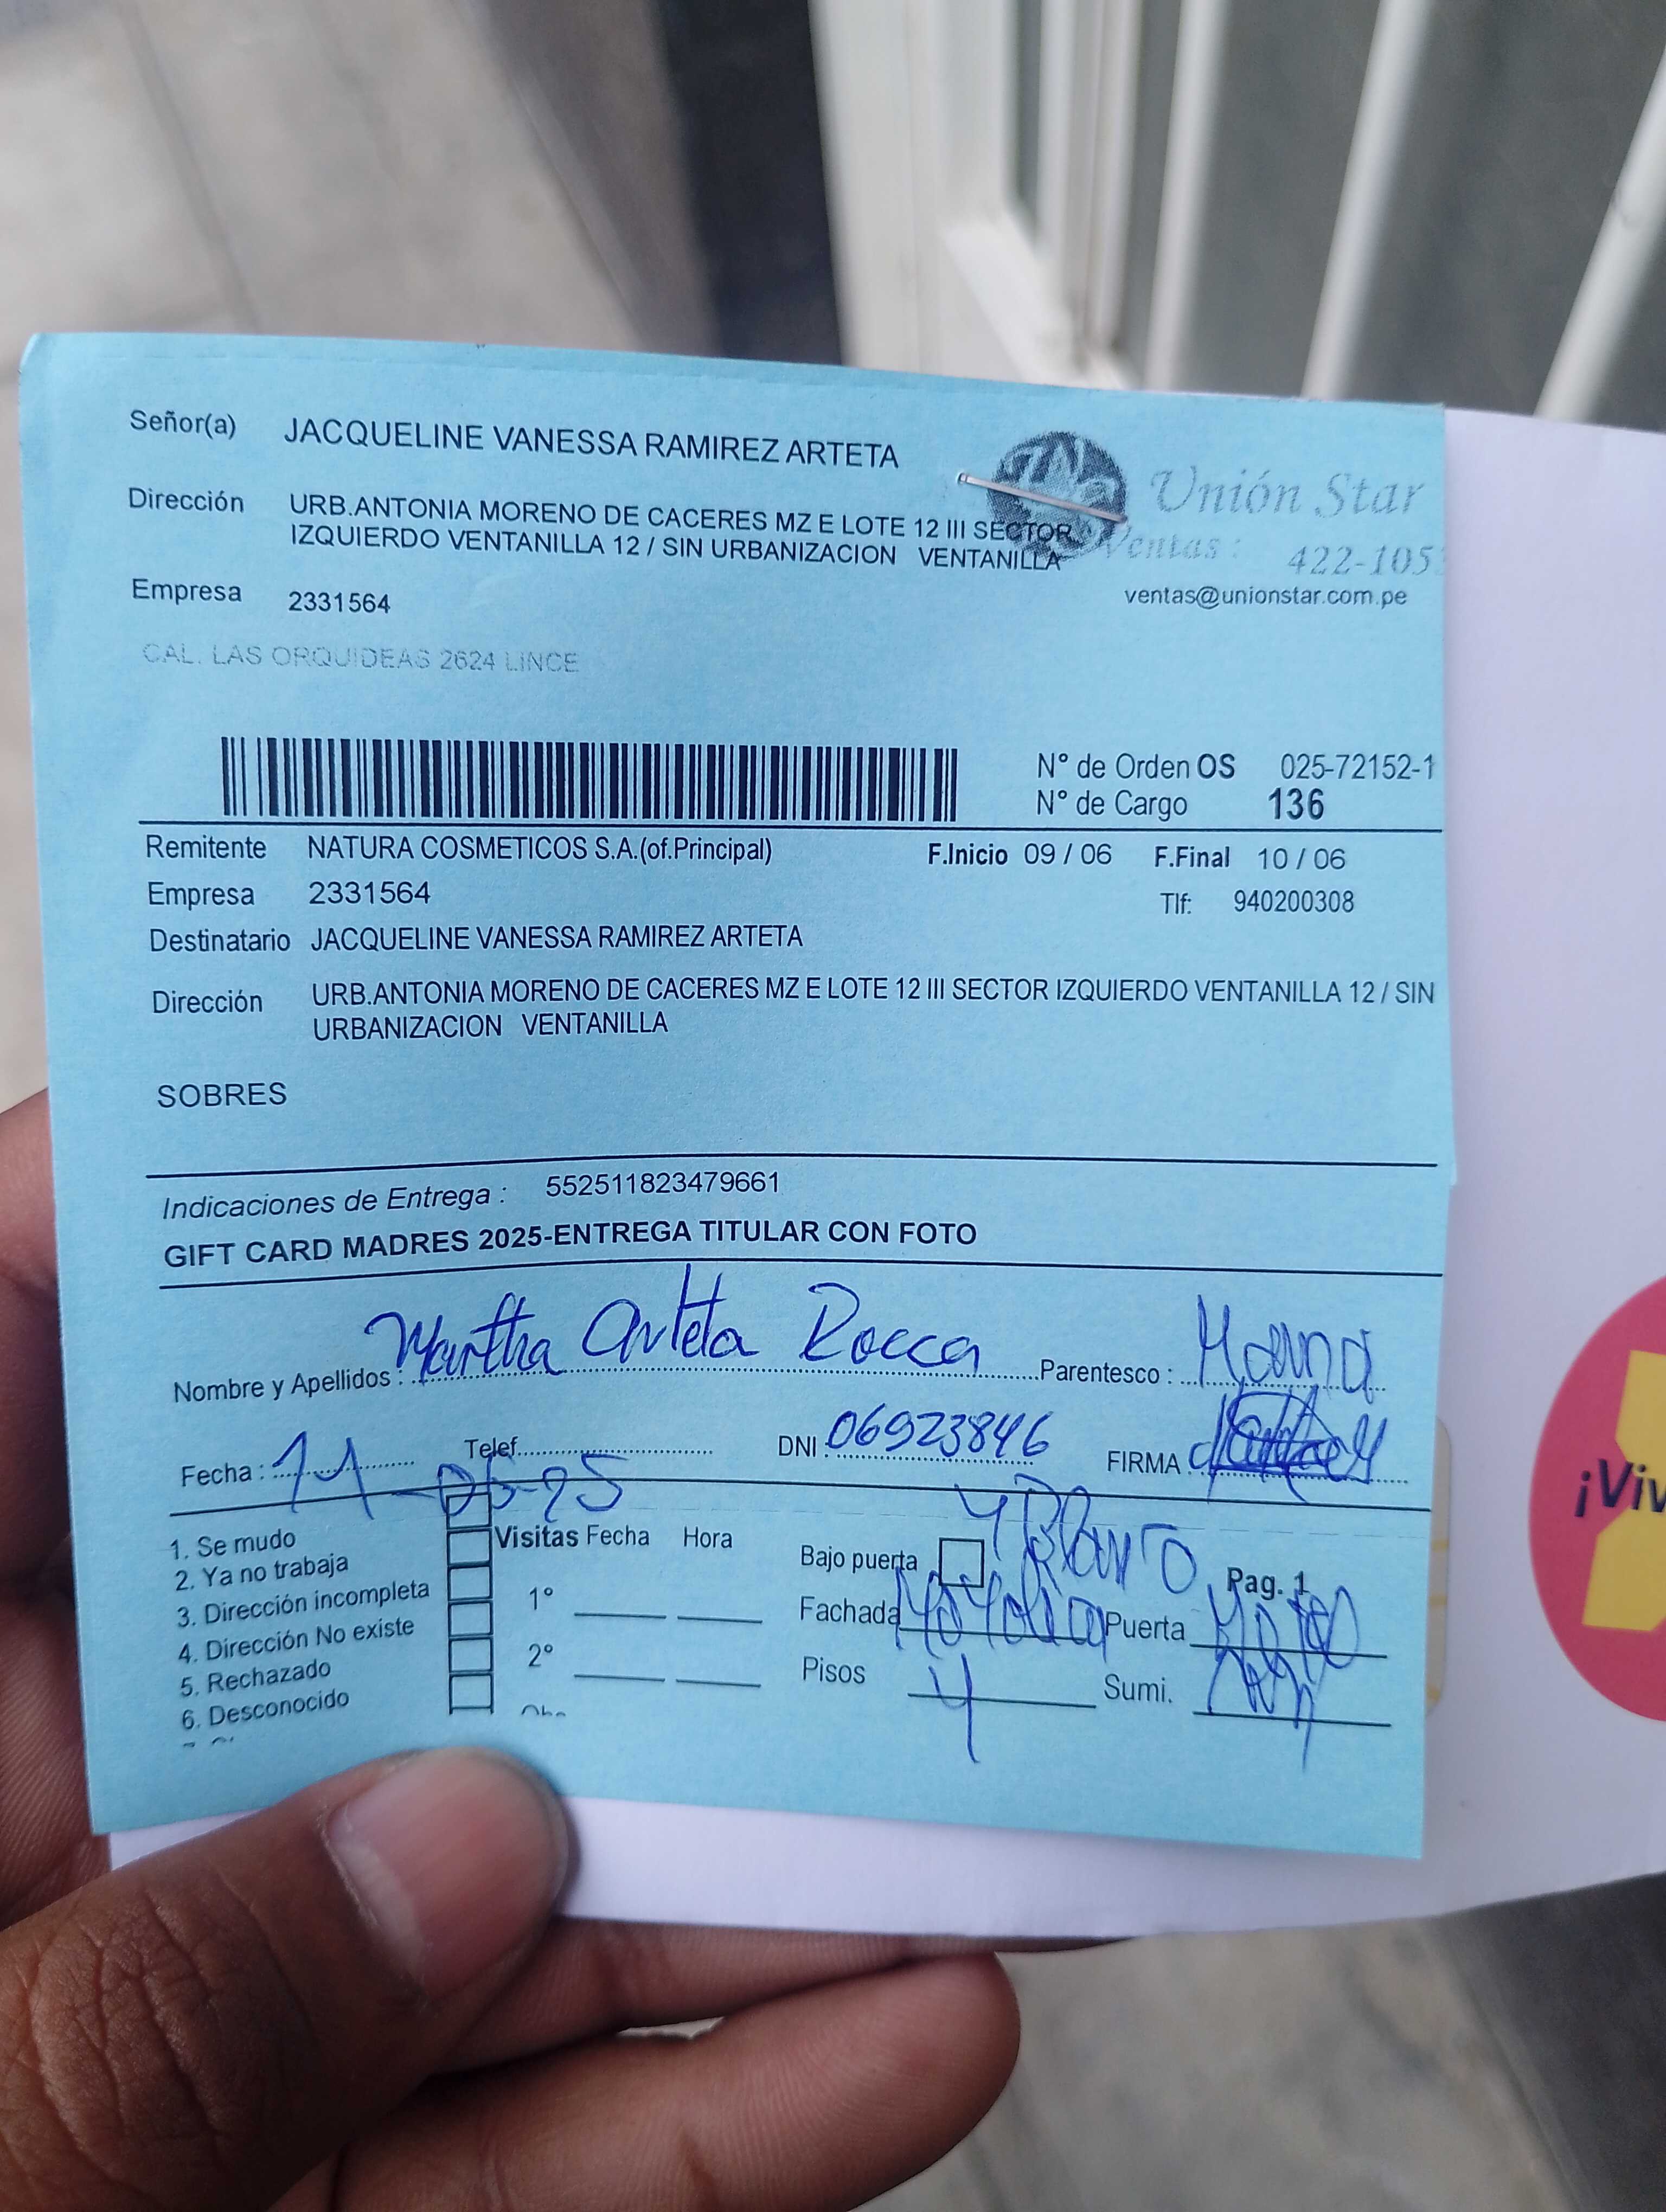 Señor(a) JACQUELINE VANESSA RAMIREZ ARTETA
Unión Star
Dirección URB.ANTONIA MORENO DE CACERES MZ E LOTE 12 III SECTOR
IZQUIERDO VENTANILLA 12 / SIN URBANIZACION VENTANILLA
Ventas : 422-105
ventas@unionstar.com.pe
Empresa 2331564
CAL. LAS ORQUIDEAS 2624 LINCE
N° de Orden OS 025-72152-1
N° de Cargo 136
Remitente NATURA COSMETICOS S.A.(of.Principal) F.Inicio 09 / 06 F.Final 10 / 06
Empresa 2331564 Tlf: 940200308
Destinatario JACQUELINE VANESSA RAMIREZ ARTETA
Dirección URB.ANTONIA MORENO DE CACERES MZ E LOTE 12 III SECTOR IZQUIERDO VENTANILLA 12 / SIN
URBANIZACION VENTANILLA
SOBRES
Indicaciones de Entrega : 552511823479661
GIFT CARD MADRES 2025-ENTREGA TITULAR CON FOTO
Nombre y Apellidos : Martha Arteta Rocca Parentesco :
Fecha : 11-06-25 Telef. DNI : 06923846 FIRMA
1. Se mudo
2. Ya no trabaja
3. Dirección incompleta
4. Dirección No existe
5. Rechazado
6. Desconocido
Visitas Fecha Hora
1°
2°
Bajo puerta Pag. 1
Fachada Puerta
Pisos 4 Sumi.
¡Viv